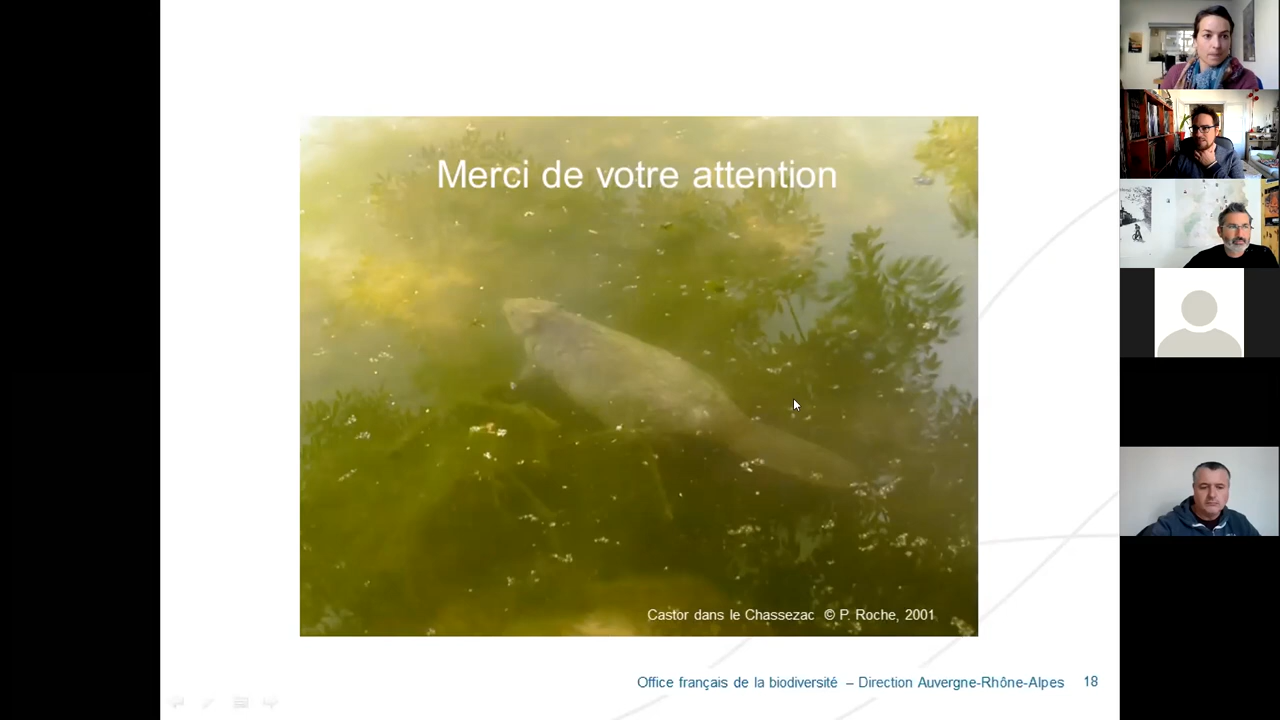 Merci de votre attention
Castor dans le Chassezac © P. Roche, 2001
Office français de la biodiversité – Direction Auvergne-Rhône-Alpes 18